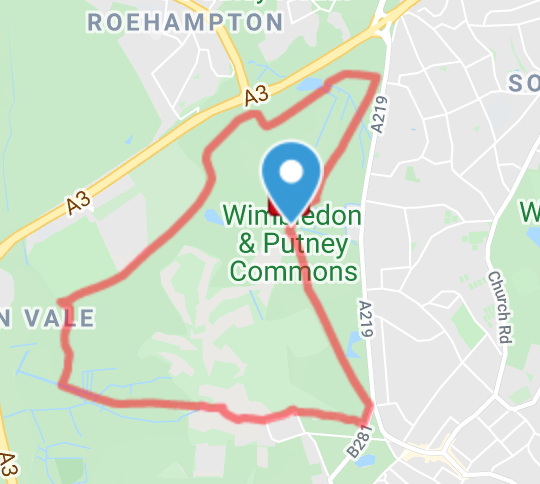 ROEHAMPTON
A3
A219
SO
A3
Wimbledon
& Putney
Commons
W
N VALE
A219
Church Rd
B281
A3